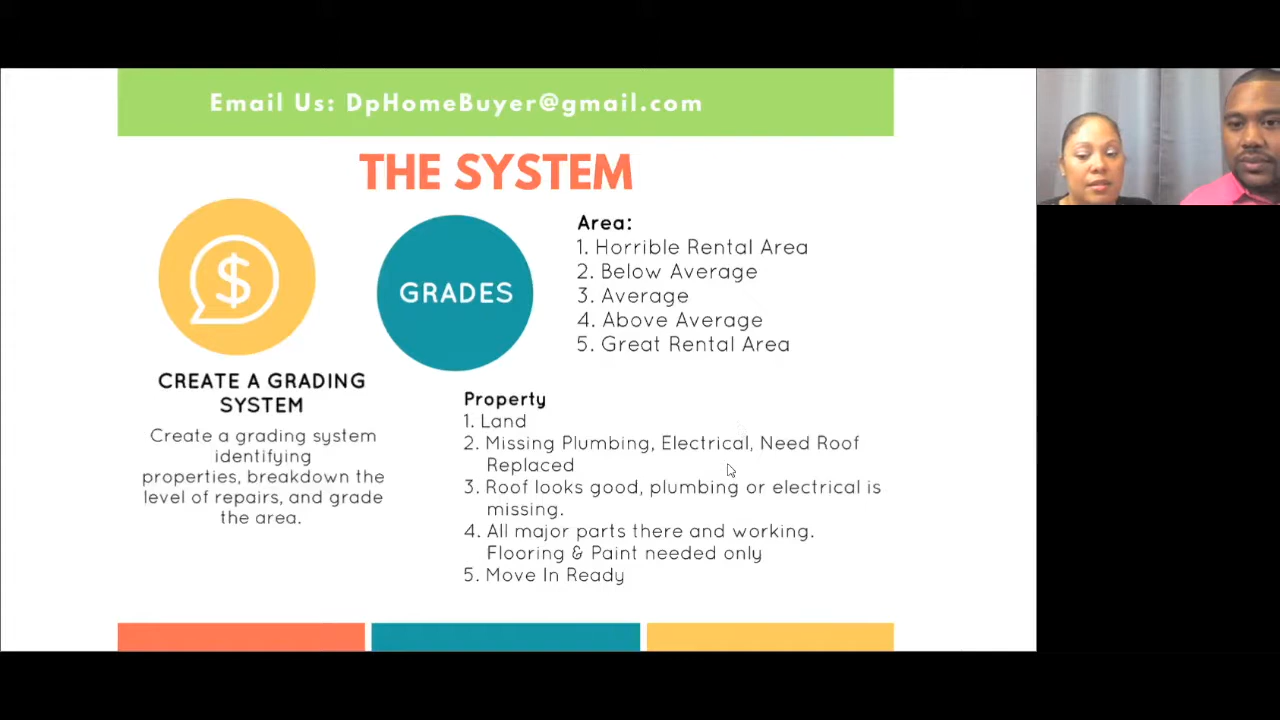 Email Us: DpHomeBuyer@gmail.com
THE SYSTEM
$
GRADES
CREATE A GRADING
SYSTEM
Create a grading system
identifying
properties, breakdown the
level of repairs, and grade
the area.
Area:
1. Horrible Rental Area
2. Below Average
3. Average
4. Above Average
5. Great Rental Area
Property
1. Land
2. Missing Plumbing, Electrical, Need Roof
Replaced
3. Roof looks good, plumbing or electrical is
missing.
4. All major parts there and working.
Flooring & Paint needed only
5. Move In Ready